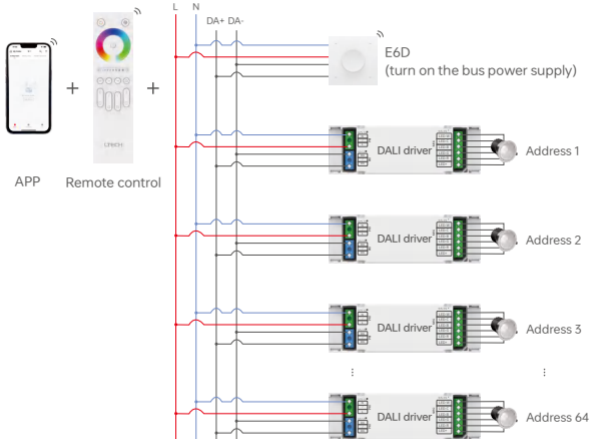 L N
DA+ DA-
E6D
(turn on the bus power supply)
+ +
APP Remote control
DALI driver Address 1
DALI driver Address 2
DALI driver Address 3
⋮ ⋮
DALI driver Address 64